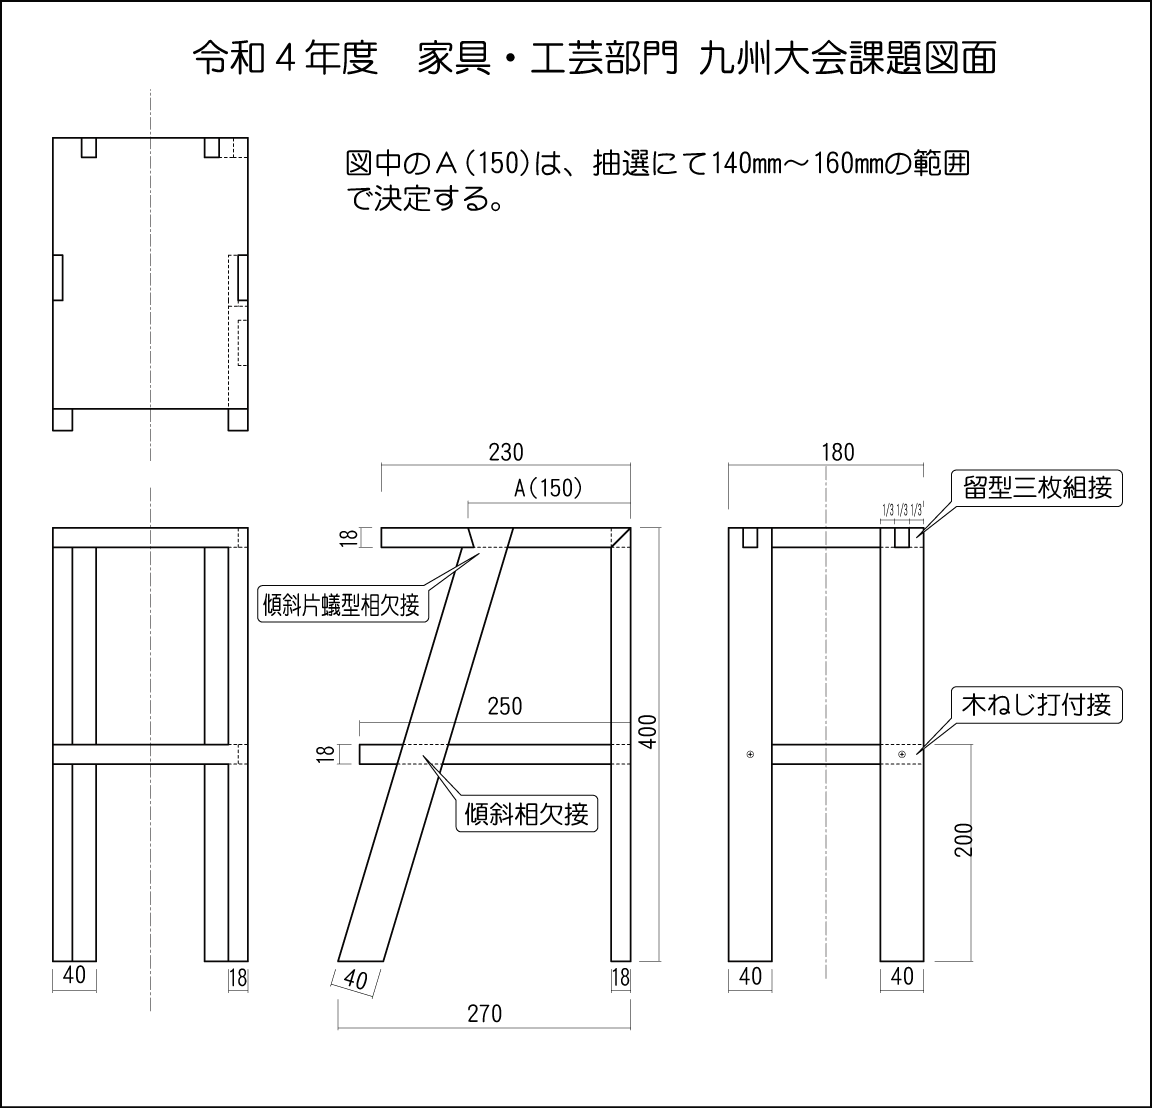 令和４年度　家具・工芸部門 九州大会課題図面
図中のＡ(150)は、抽選にて140mm～160mmの範囲
で決定する。
230
180
A(150)
留型三枚組接
1/3 1/3 1/3
18
傾斜片蟻型相欠接
250
木ねじ打付接
400
18
傾斜相欠接
200
40
18
40
18
40
40
270